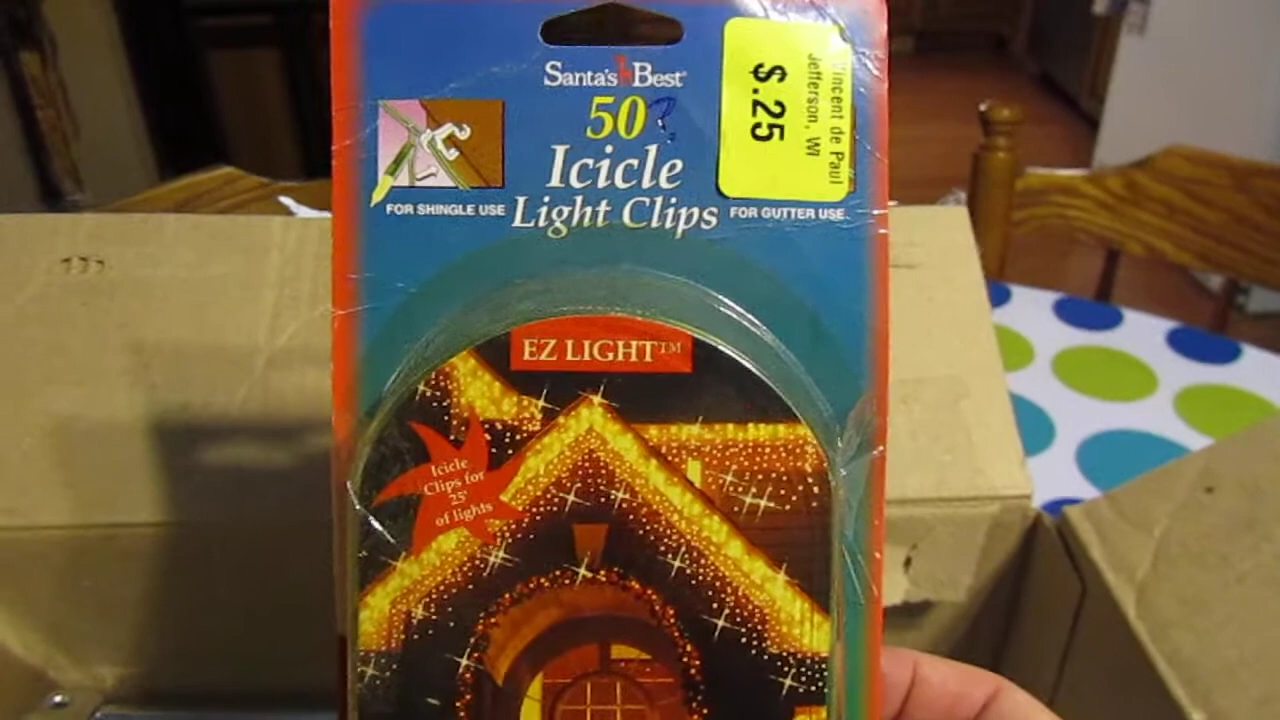 Santa's Best
50?
Icicle
Light Clips
FOR SHINGLE USE
FOR GUTTER USE
$.25
Vincent de Paul
Jefferson, WI
EZ LIGHT™
Icicle
Clips for
25'
of lights